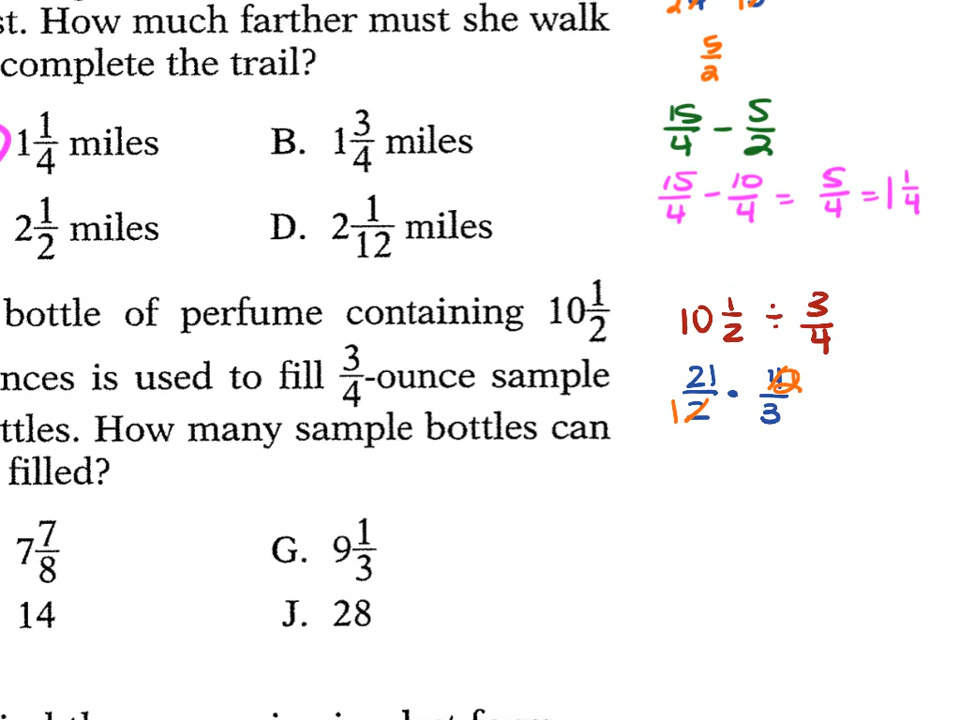 st. How much farther must she walk
complete the trail?
1 1/4 miles B. 1 3/4 miles
2 1/2 miles D. 2 1/12 miles
bottle of perfume containing 10 1/2
nces is used to fill 3/4-ounce sample
ttles. How many sample bottles can
filled?
7 7/8 G. 9 1/3
14 J. 28
5/2
15/4 - 5/2
15/4 - 10/4 = 5/4 = 1 1/4
10 1/2 ÷ 3/4
21/2 · 4/3
1 2